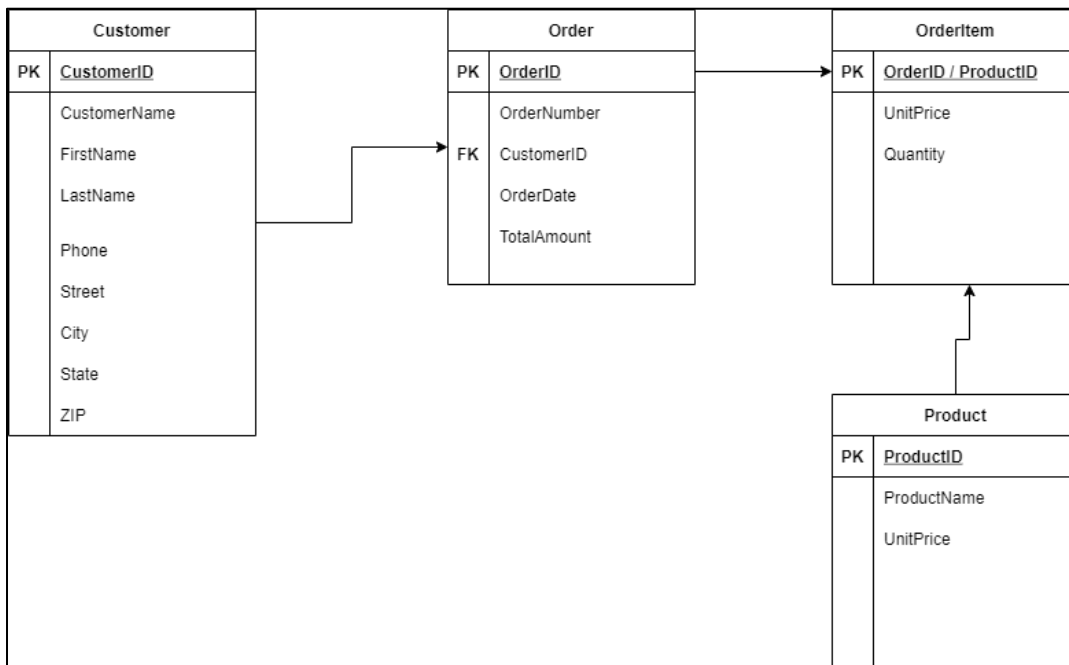 Customer
PK CustomerID
CustomerName
FirstName
LastName
Phone
Street
City
State
ZIP
Order
PK OrderID
OrderNumber
FK CustomerID
OrderDate
TotalAmount
OrderItem
PK OrderID / ProductID
UnitPrice
Quantity
Product
PK ProductID
ProductName
UnitPrice